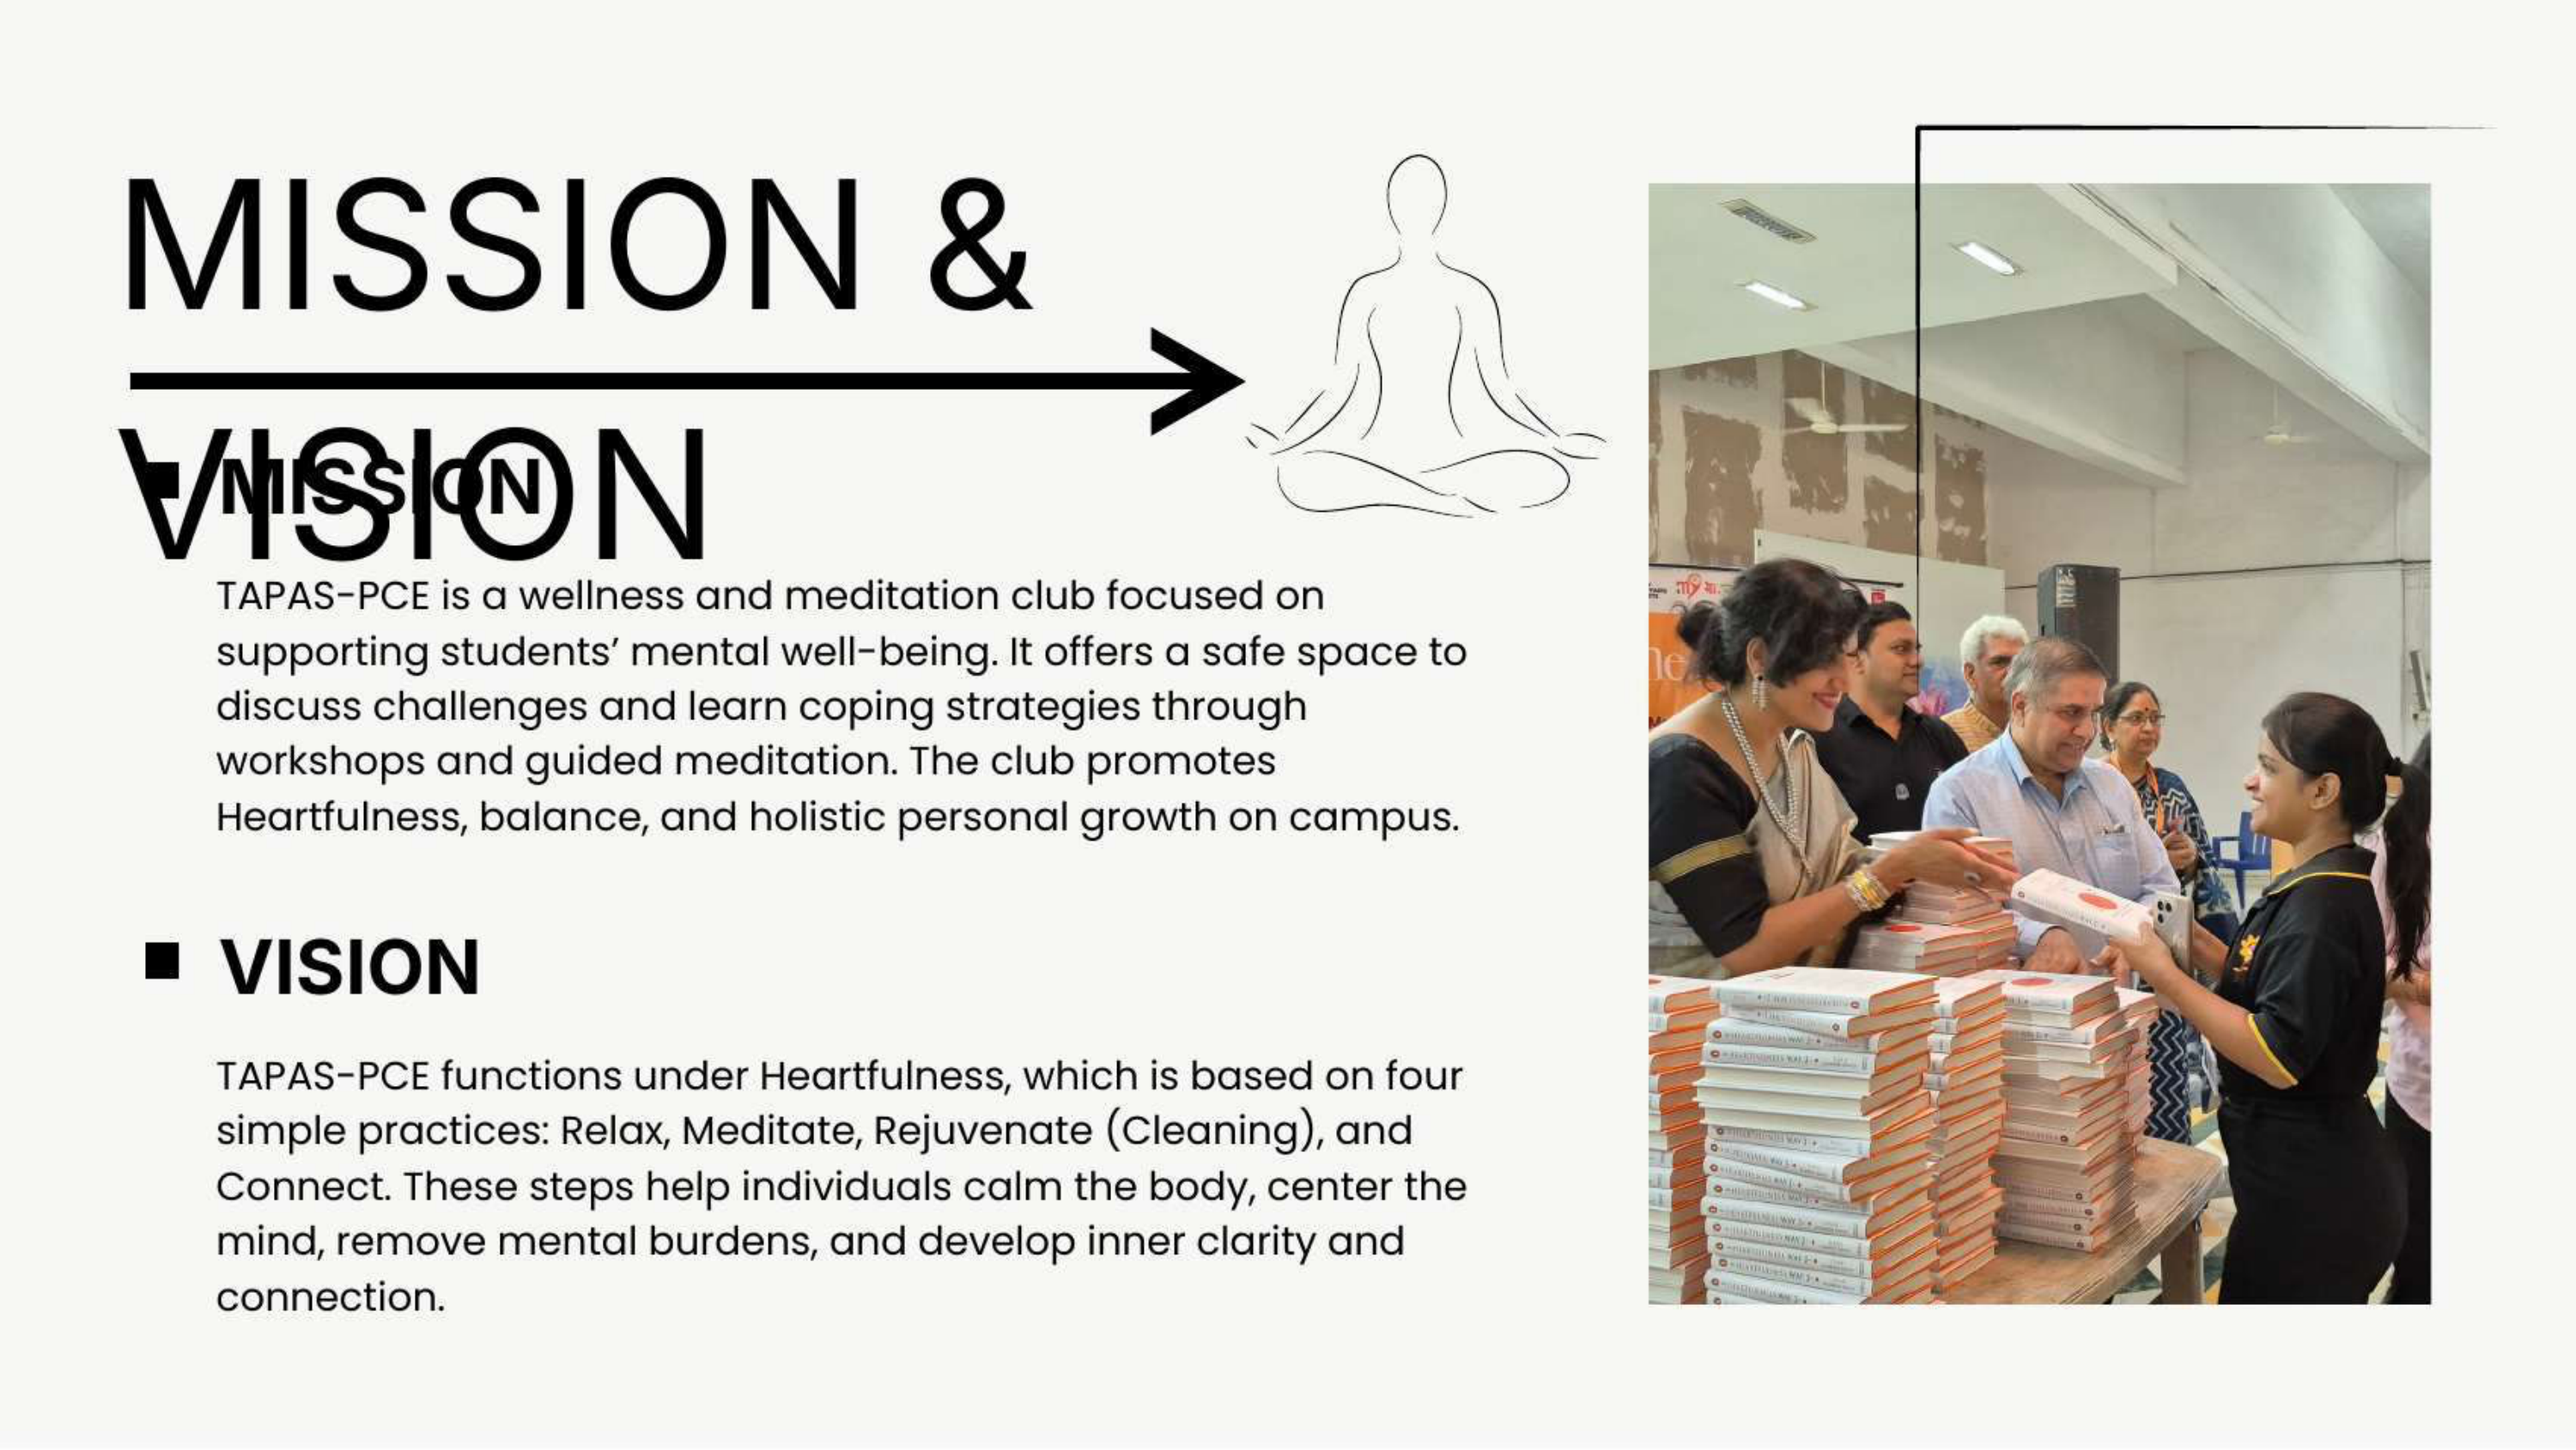 MISSION &
VISION
MISSION
TAPAS-PCE is a wellness and meditation club focused on
supporting students’ mental well-being. It offers a safe space to
discuss challenges and learn coping strategies through
workshops and guided meditation. The club promotes
Heartfulness, balance, and holistic personal growth on campus.
VISION
TAPAS-PCE functions under Heartfulness, which is based on four
simple practices: Relax, Meditate, Rejuvenate (Cleaning), and
Connect. These steps help individuals calm the body, center the
mind, remove mental burdens, and develop inner clarity and
connection.